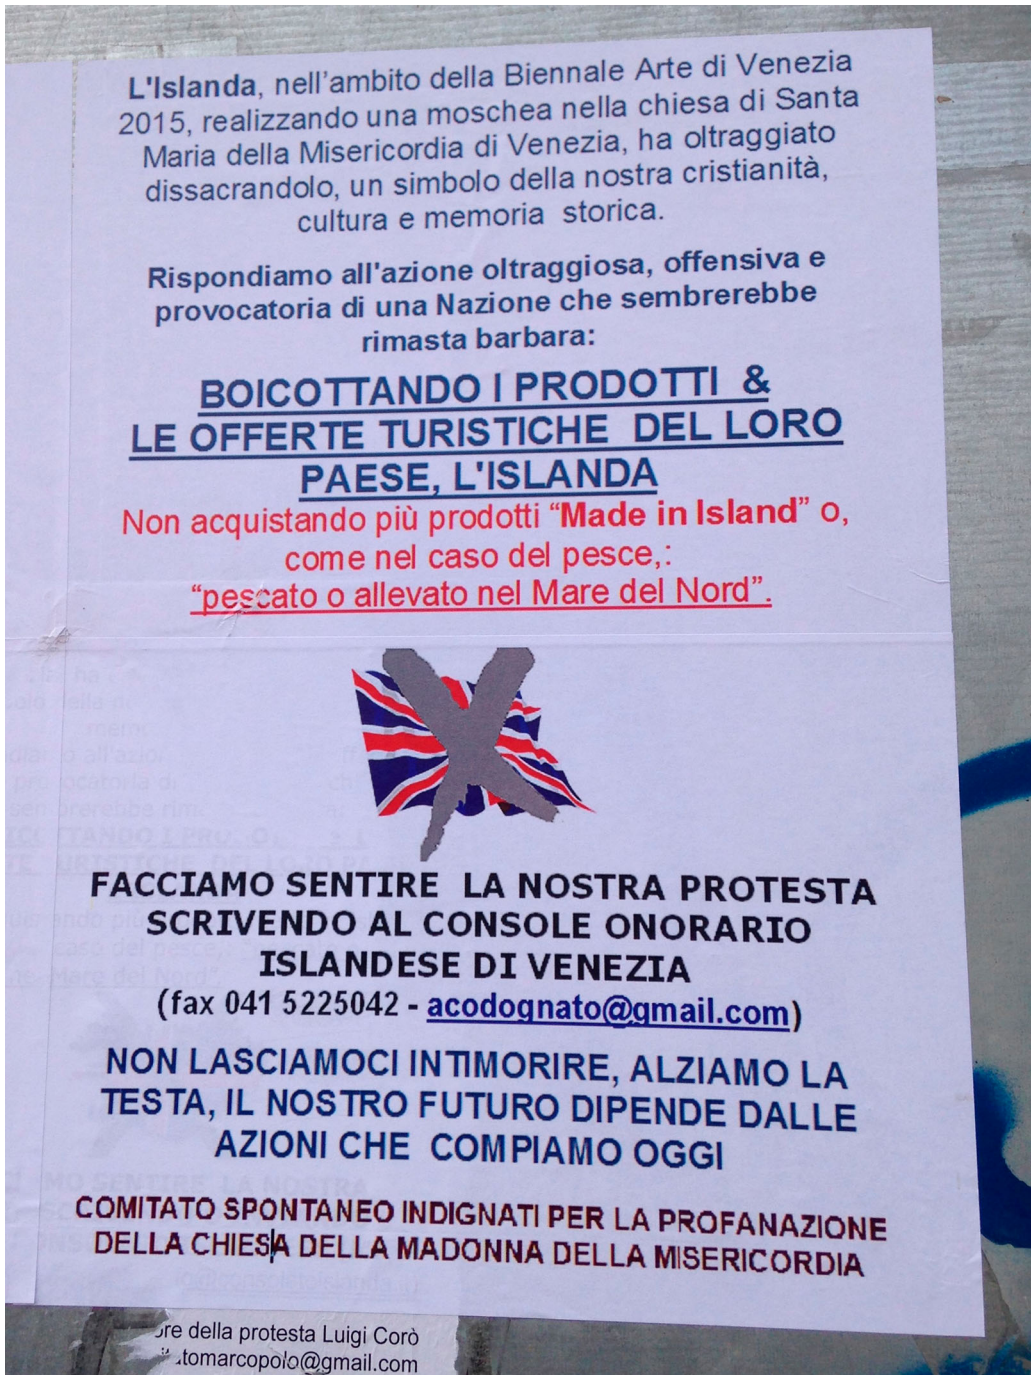 L'Islanda, nell'ambito della Biennale Arte di Venezia
2015, realizzando una moschea nella chiesa di Santa
Maria della Misericordia di Venezia, ha oltraggiato
dissacrandolo, un simbolo della nostra cristianità,
cultura e memoria storica.
Rispondiamo all'azione oltraggiosa, offensiva e
provocatoria di una Nazione che sembrerebbe
rimasta barbara:
BOICOTTANDO I PRODOTTI &
LE OFFERTE TURISTICHE DEL LORO
PAESE, L'ISLANDA
Non acquistando più prodotti “Made in Island” o,
come nel caso del pesce,:
“pescato o allevato nel Mare del Nord”.
FACCIAMO SENTIRE LA NOSTRA PROTESTA
SCRIVENDO AL CONSOLE ONORARIO
ISLANDESE DI VENEZIA
(fax 041 5225042 - acodognato@gmail.com)
NON LASCIAMOCI INTIMORIRE, ALZIAMO LA
TESTA, IL NOSTRO FUTURO DIPENDE DALLE
AZIONI CHE COMPIAMO OGGI
COMITATO SPONTANEO INDIGNATI PER LA PROFANAZIONE
DELLA CHIESA DELLA MADONNA DELLA MISERICORDIA
della protesta Luigi Corò
tomarcopolo@gmail.com